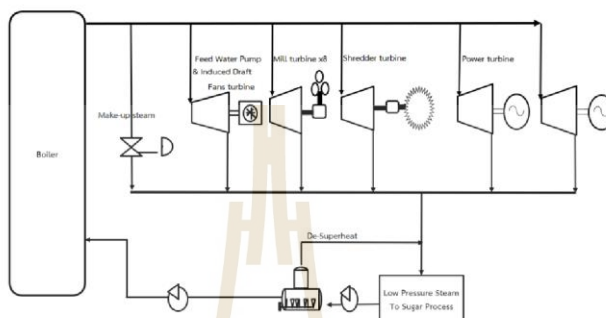 Feed Water Pump
& Induced Draft
Fans turbine
Mill turbine x8
Shedder turbine
Power turbine
Make-up steam
Boiler
De-Superheat
Low Pressure Steam
To Sugar Process